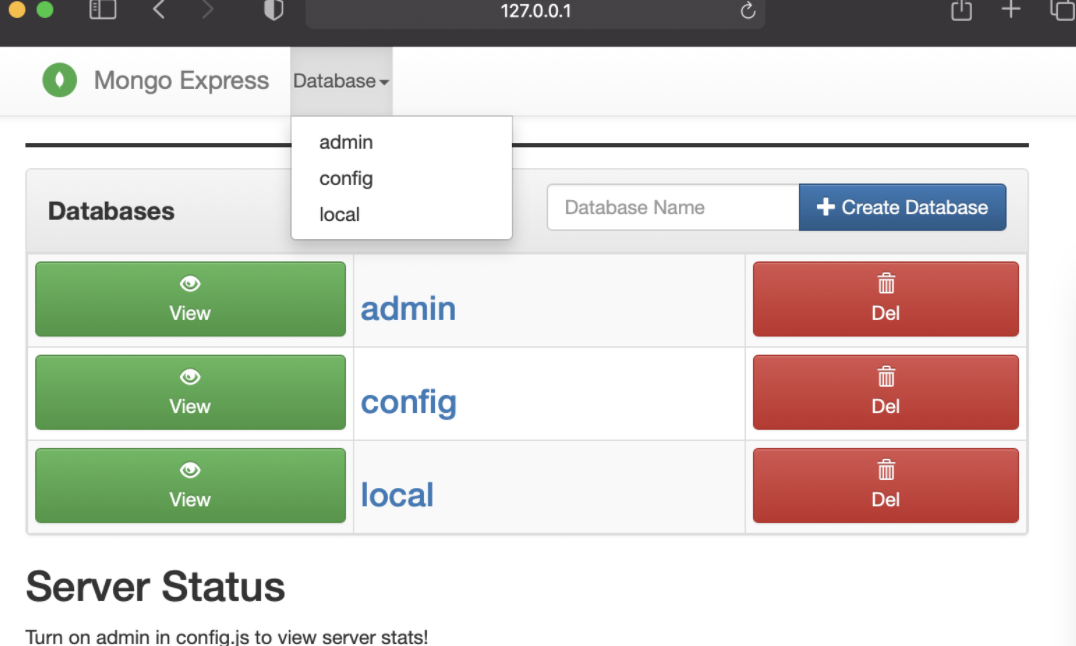 127.0.0.1
Mongo Express Database
admin
config
local
Databases Database Name Create Database
View admin Del
View config Del
View local Del
Server Status
Turn on admin in config.js to view server stats!